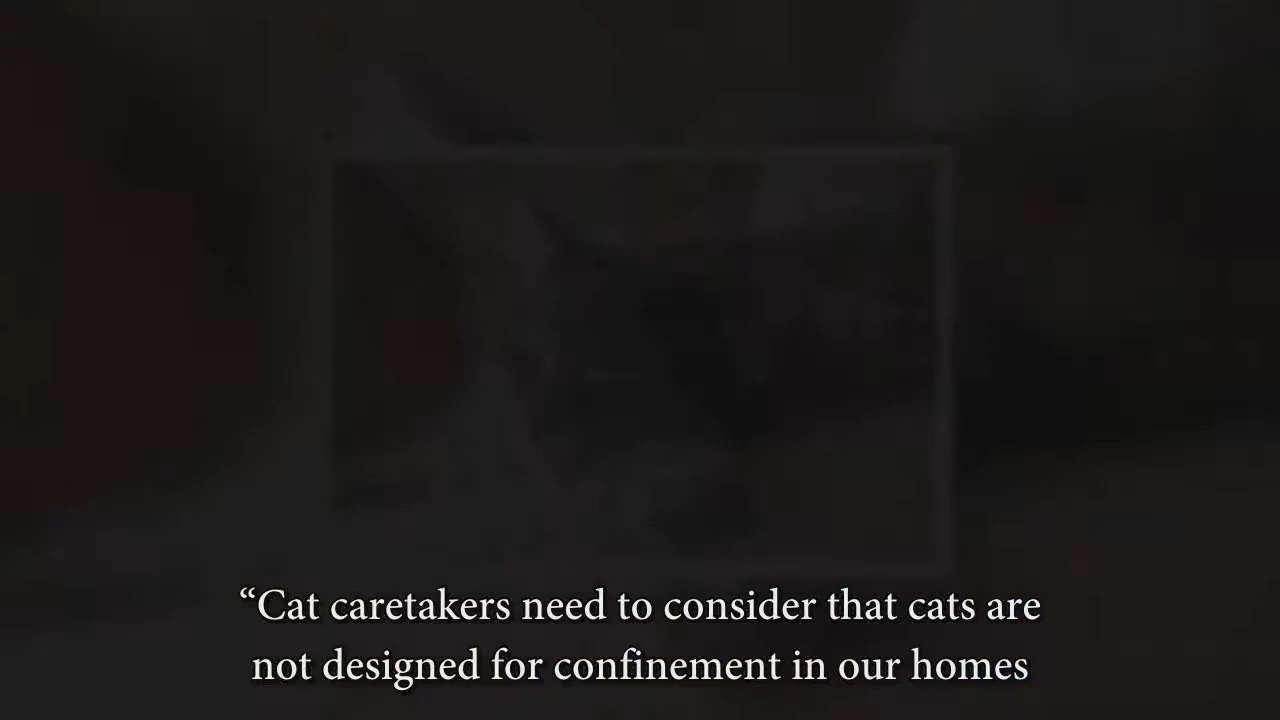 “Cat caretakers need to consider that cats are
not designed for confinement in our homes